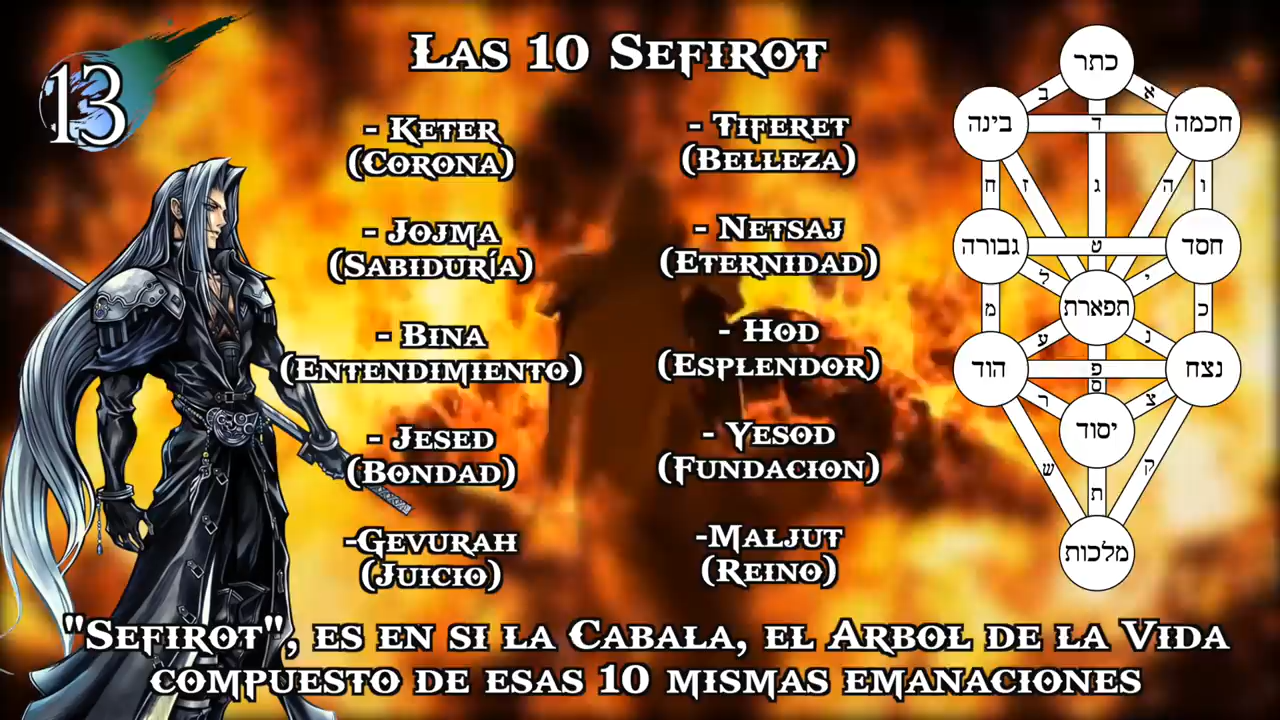 13
Las 10 Sefirot
- Keter
(Corona)
- Jojma
(Sabiduría)
- Bina
(Entendimiento)
- Jesed
(Bondad)
-Gevurah
(Juicio)
- Tiferet
(Belleza)
- Netsaj
(Eternidad)
- Hod
(Esplendor)
- Yesod
(Fundacion)
-Maljut
(Reino)
כתר
א
ב
חכמה
ד
בינה
ו
ה
ג
ז
ח
חסד
ט
גבורה
י
ל
כ
תפארת
מ
נ
ע
נצח
פ
ס
הוד
צ
ר
יסוד
ק
ת
ש
מלכות
"Sefirot", es en si la Cabala, el Arbol de la Vida
compuesto de esas 10 mismas emanaciones